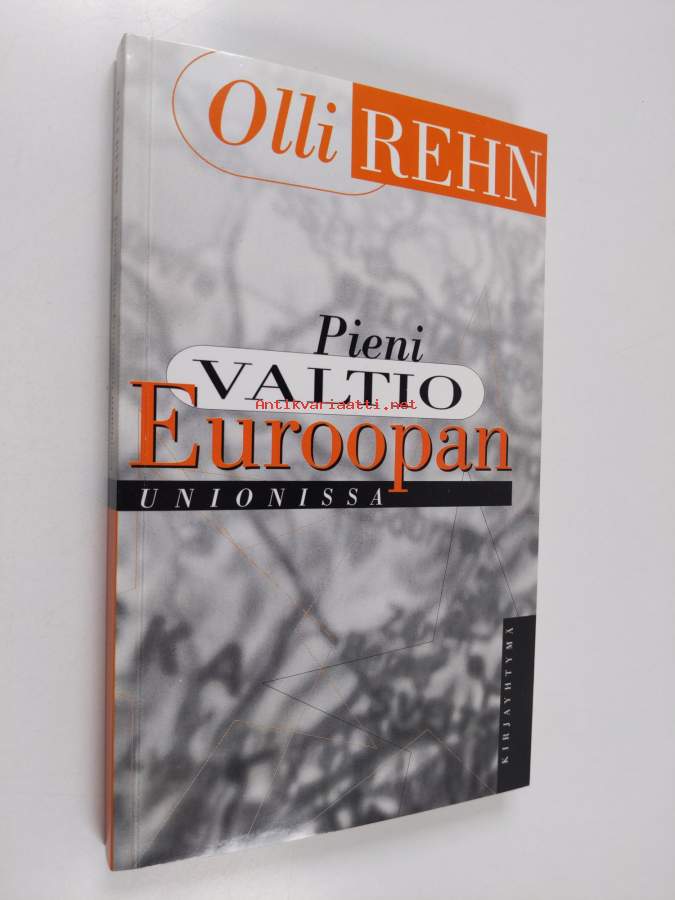 Olli REHN
Pieni
VALTIO
Antikvariaatti.net
Euroopan
UNIONISSA
KIRJAYHTYMÄ